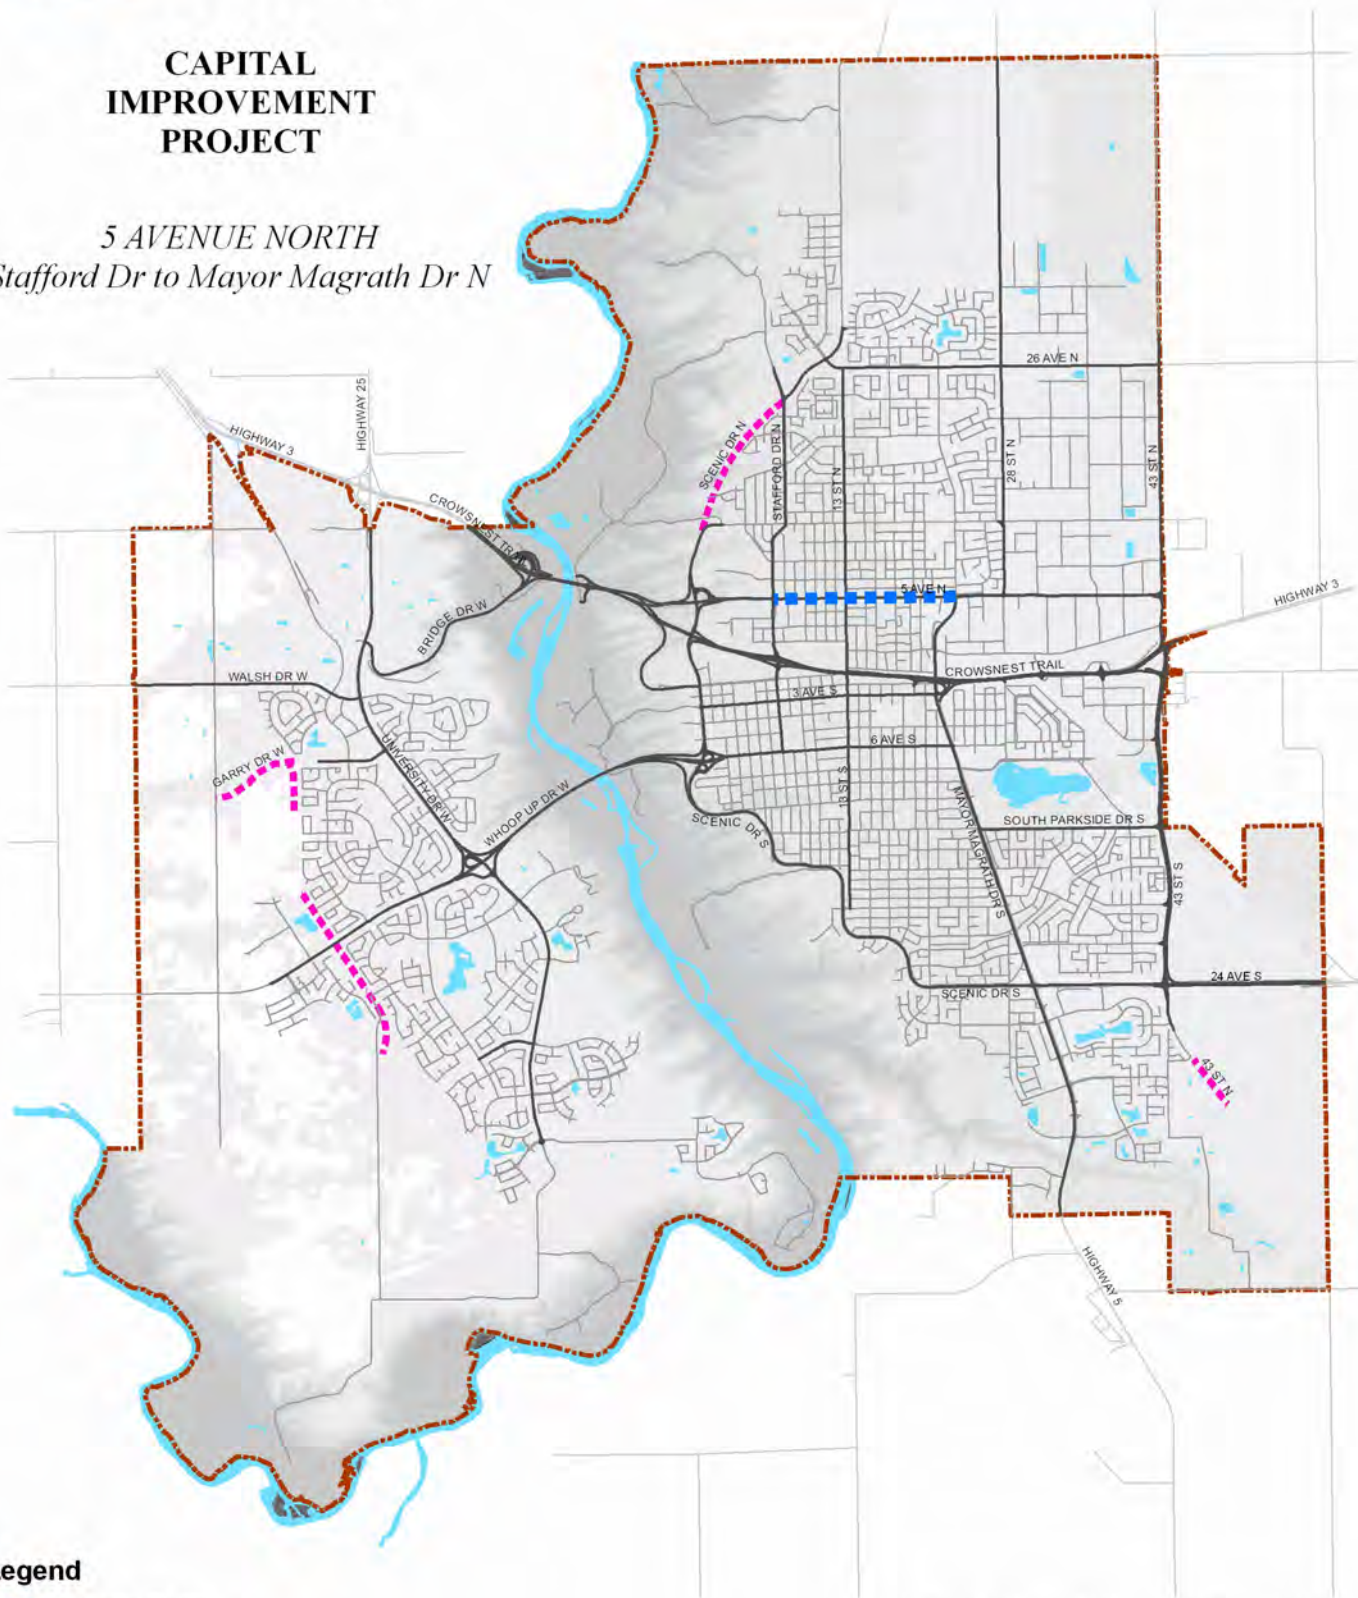 CAPITAL
IMPROVEMENT
PROJECT
5 AVENUE NORTH
Stafford Dr to Mayor Magrath Dr N
26 AVE N
HIGHWAY 25
HIGHWAY 3
SCENIC DR N
STAFFORD DR N
13 ST N
28 ST N
43 ST N
CROWSNEST TRAIL
5 AVE N
HIGHWAY 3
BRIDGE DR W
WALSH DR W
CROWSNEST TRAIL
3 AVE S
6 AVE S
GARRY DR W
UNIVERSITY DR W
WHOOP UP DR W
13 ST S
MAYOR MAGRATH DR S
SCENIC DR S
SOUTH PARKSIDE DR S
43 ST S
24 AVE S
SCENIC DR S
43 ST N
HIGHWAY 5
egend